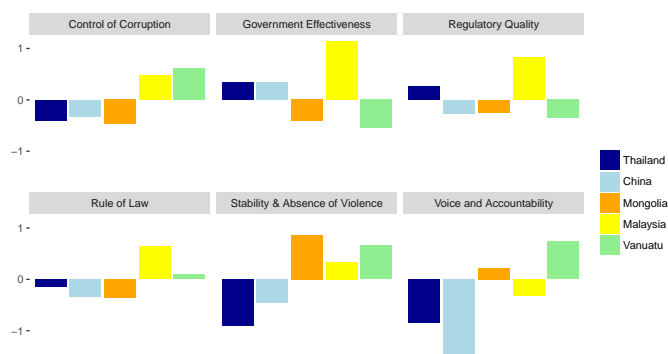 Control of Corruption
Government Effectiveness
Regulatory Quality
1
0
−1
Rule of Law
Stability & Absence of Violence
Voice and Accountability
1
0
−1
Thailand
China
Mongolia
Malaysia
Vanuatu